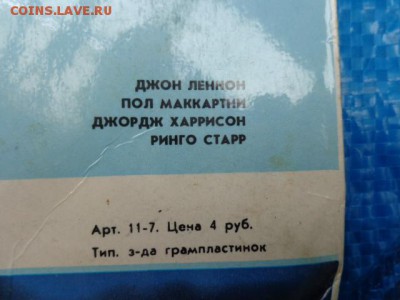 COINS.LAVE.RU
ДЖОН ЛЕННОН
ПОЛ МАККАРТНИ
ДЖОРДЖ ХАРРИСОН
РИНГО СТАРР
Арт. 11-7. Цена 4 руб.
Тип. з-да грампластинок